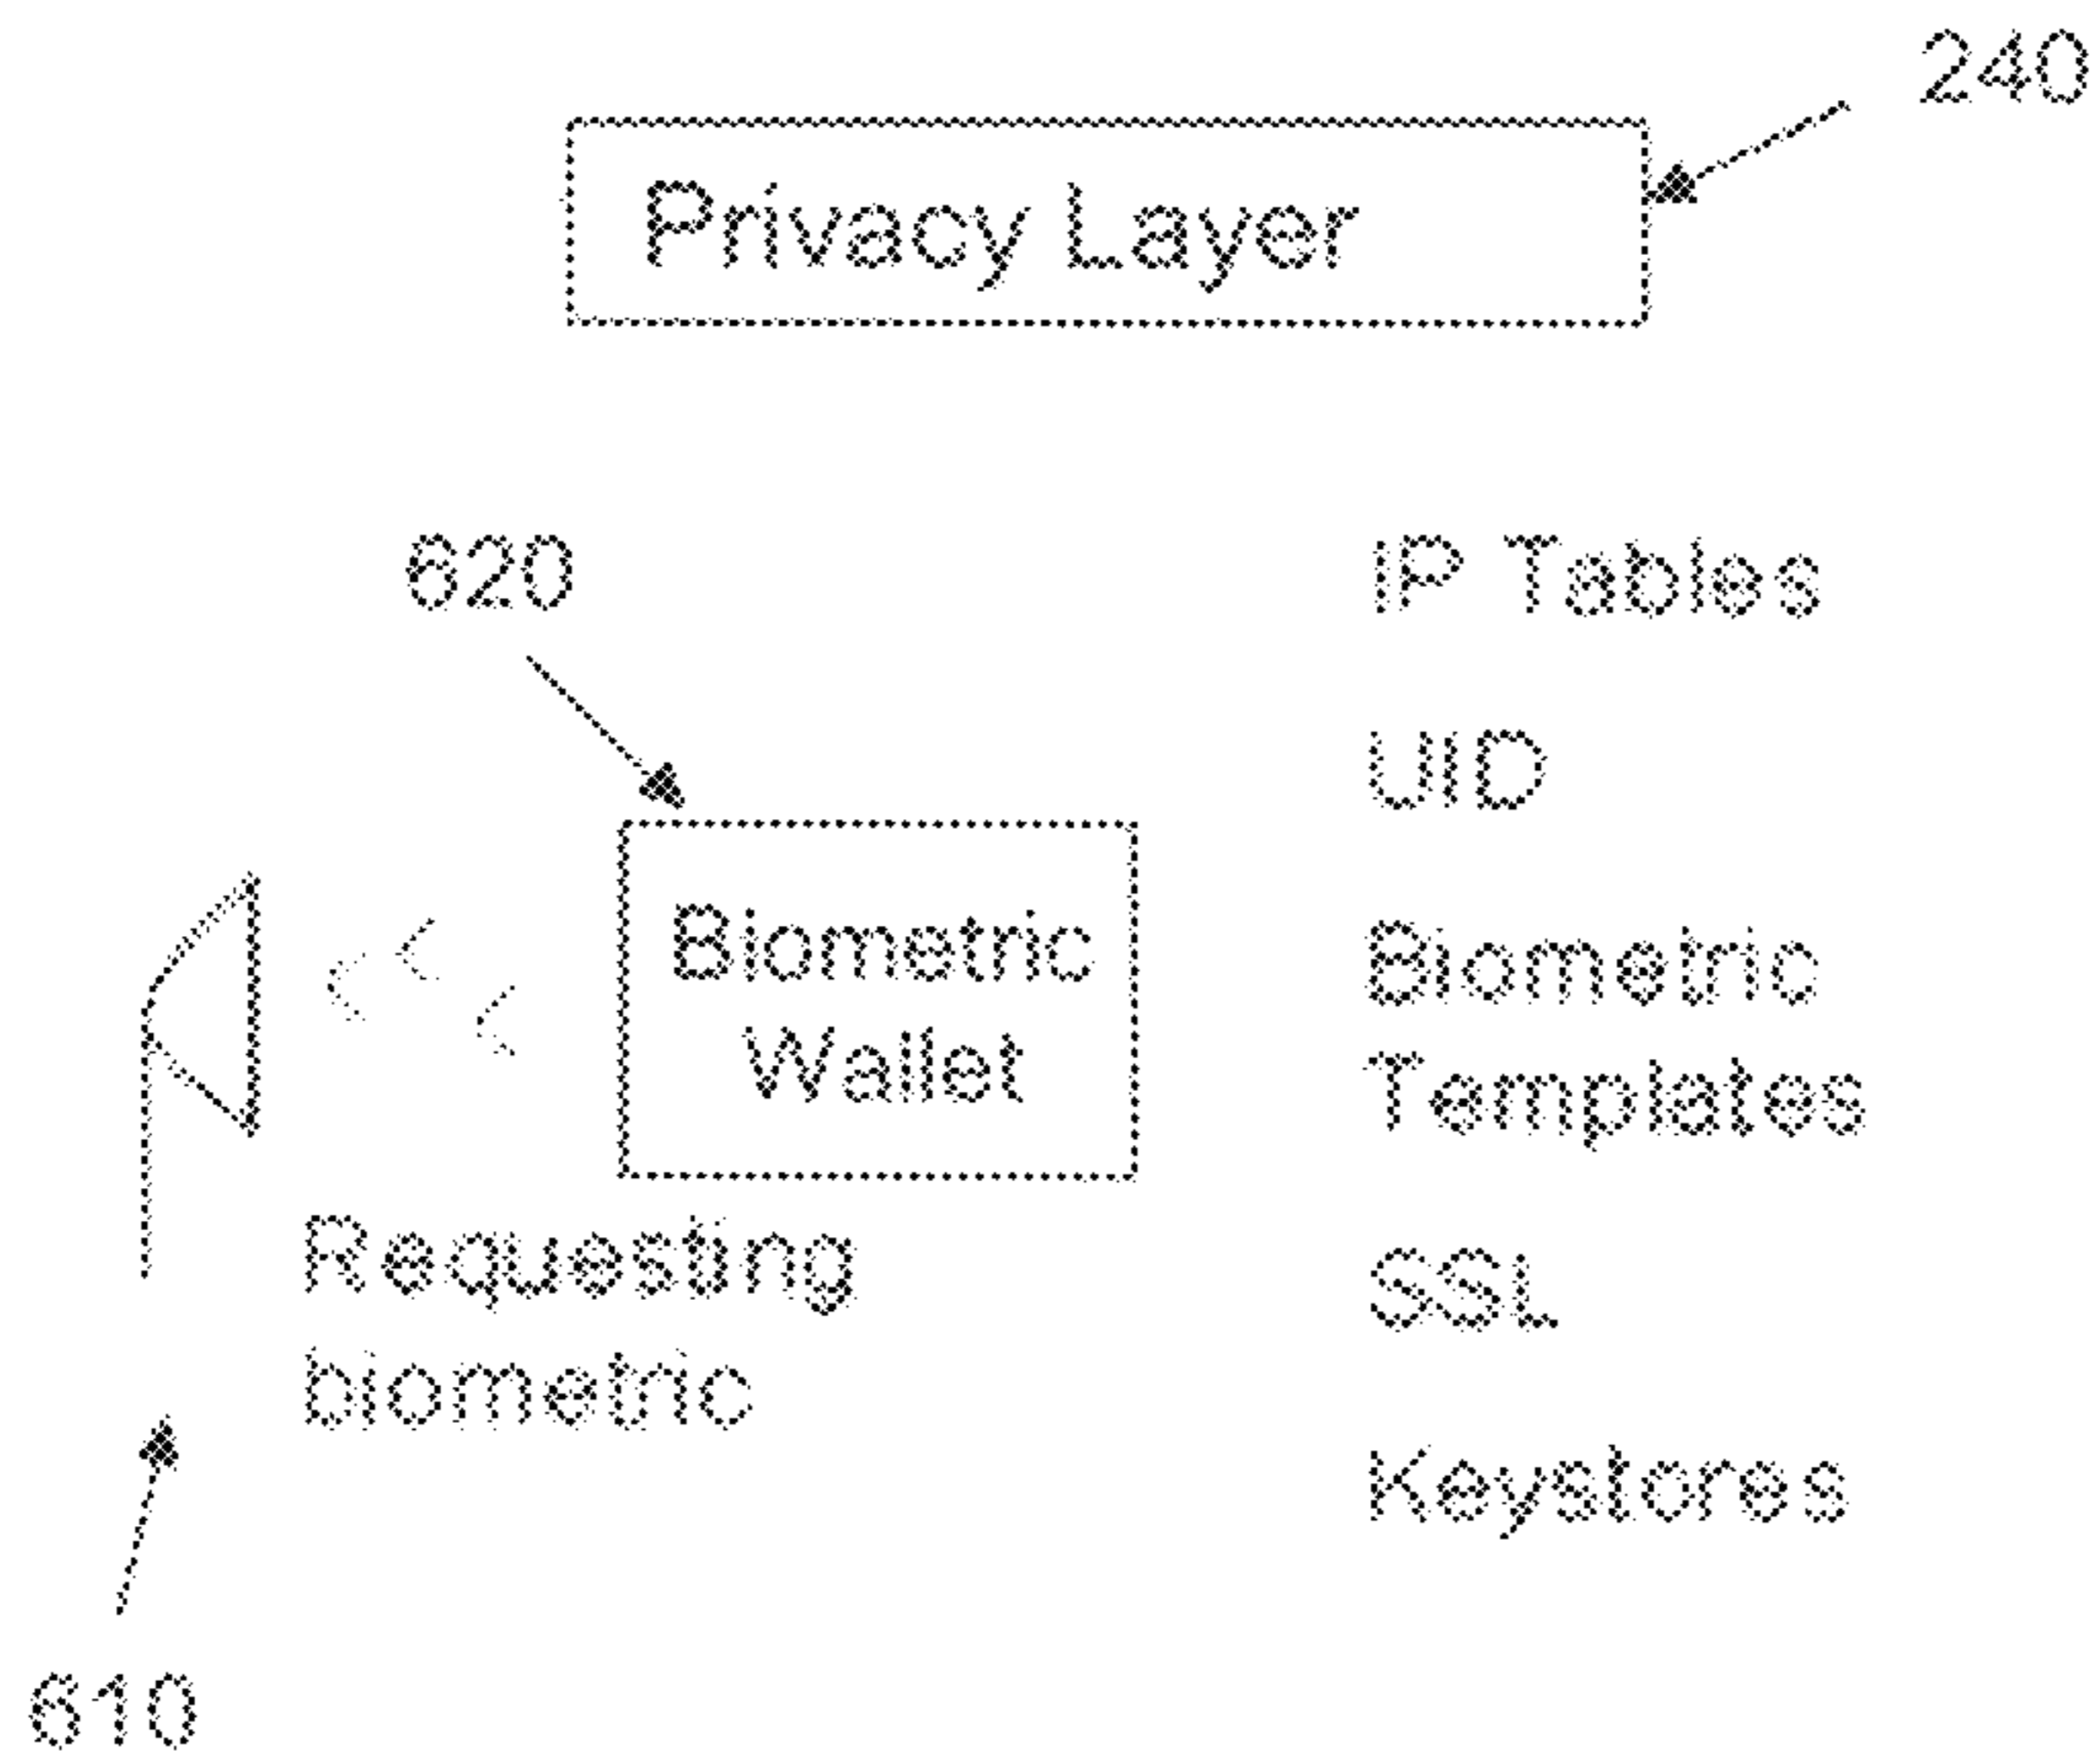 240
Privacy Layer
620
IP Tables
UID
Biometric
Wallet
Biometric
Templates
Requesting
biometric
SSL
Keystores
610